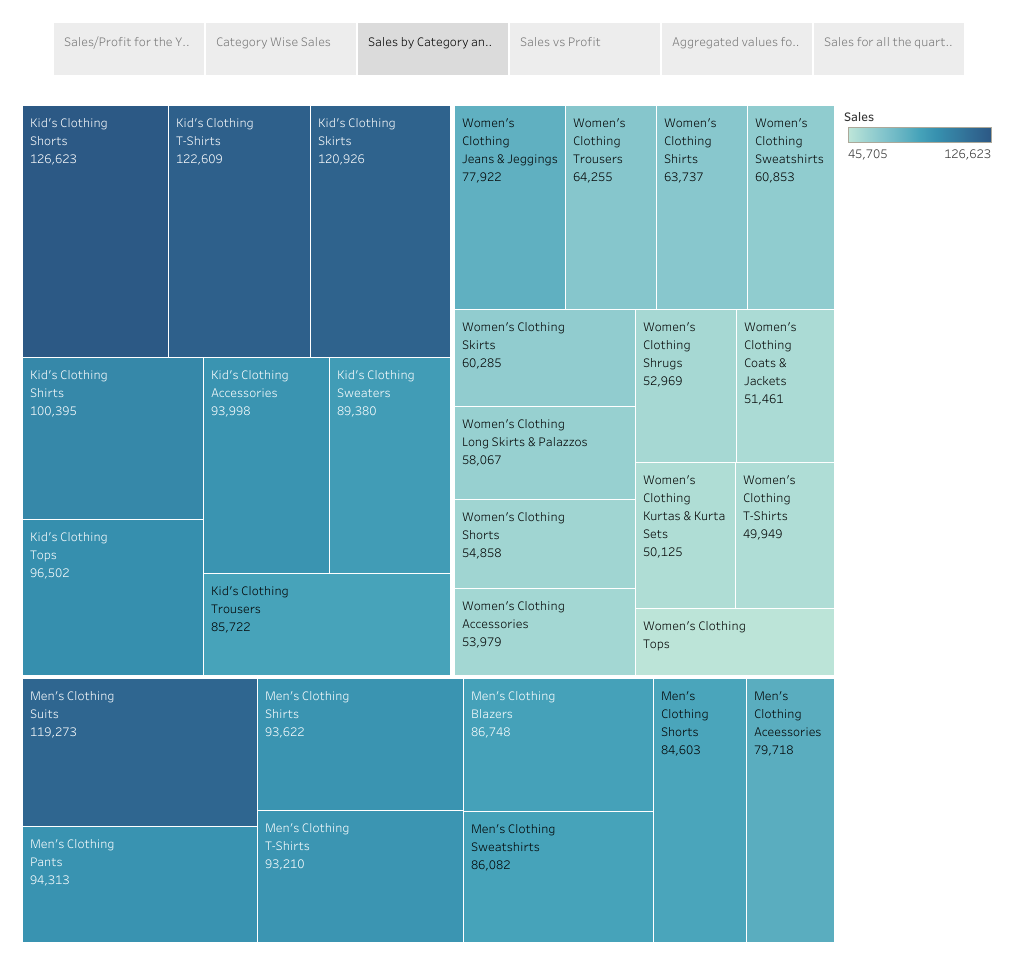 Sales/Profit for the Y..
Category Wise Sales
Sales by Category an..
Sales vs Profit
Aggregated values fo..
Sales for all the quart..
Kid's Clothing
Shorts
126,623
Kid's Clothing
T-Shirts
122,609
Kid's Clothing
Skirts
120,926
Kid's Clothing
Shirts
100,395
Kid's Clothing
Accessories
93,998
Kid's Clothing
Sweaters
89,380
Kid's Clothing
Tops
96,502
Kid's Clothing
Trousers
85,722
Women's
Clothing
Jeans & Jeggings
77,922
Women's
Clothing
Trousers
64,255
Women's
Clothing
Shirts
63,737
Women's
Clothing
Sweatshirts
60,853
Women's Clothing
Skirts
60,285
Women's Clothing
Long Skirts & Palazzos
58,067
Women's Clothing
Shorts
54,858
Women's Clothing
Accessories
53,979
Women's
Clothing
Shrugs
52,969
Women's
Clothing
Coats &
Jackets
51,461
Women's
Clothing
Kurtas & Kurta
Sets
50,125
Women's
Clothing
T-Shirts
49,949
Women's Clothing
Tops
Men's Clothing
Suits
119,273
Men's Clothing
Pants
94,313
Men's Clothing
Shirts
93,622
Men's Clothing
T-Shirts
93,210
Men's Clothing
Blazers
86,748
Men's Clothing
Sweatshirts
86,082
Men's
Clothing
Shorts
84,603
Men's
Clothing
Aceessories
79,718
Sales
45,705
126,623